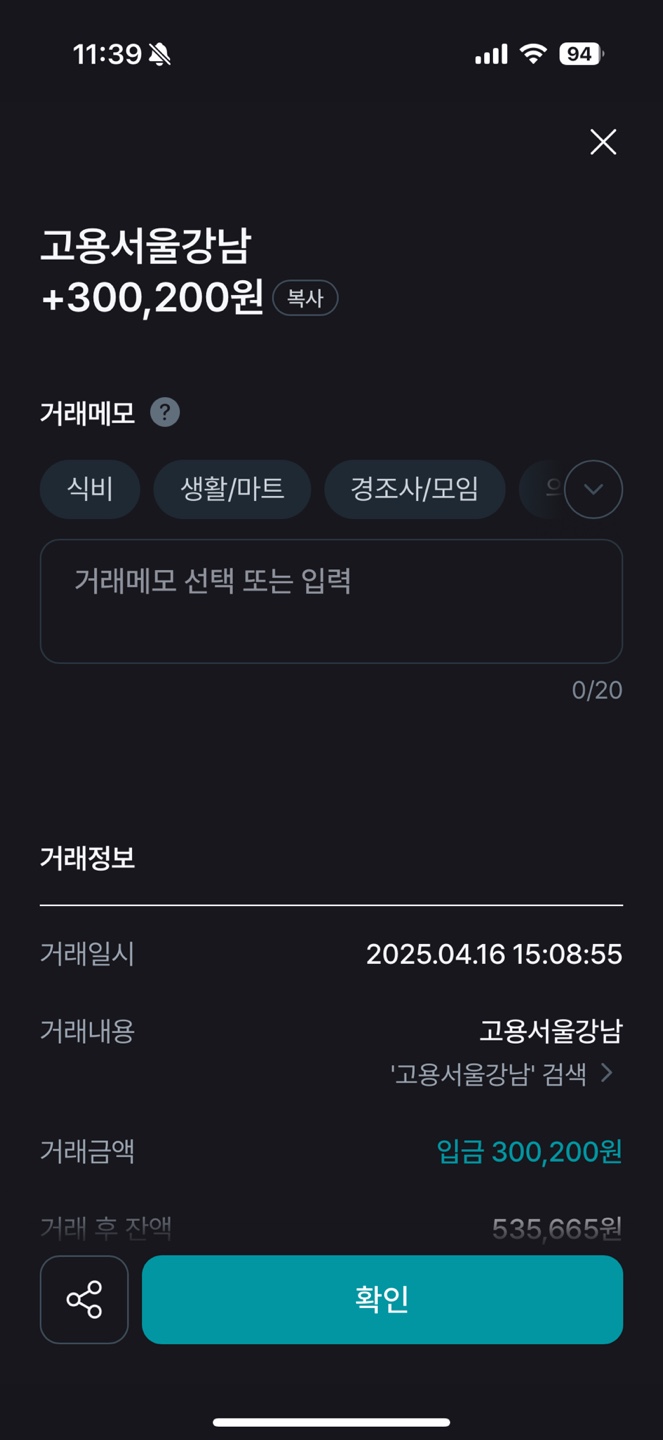 11:39
94
고용서울강남
+300,200원 복사
거래메모 ?
식비 생활/마트 경조사/모임
거래메모 선택 또는 입력
0/20
거래정보
거래일시 2025.04.16 15:08:55
거래내용 고용서울강남
'고용서울강남' 검색
거래금액 입금 300,200원
거래 후 잔액 535,665원
확인